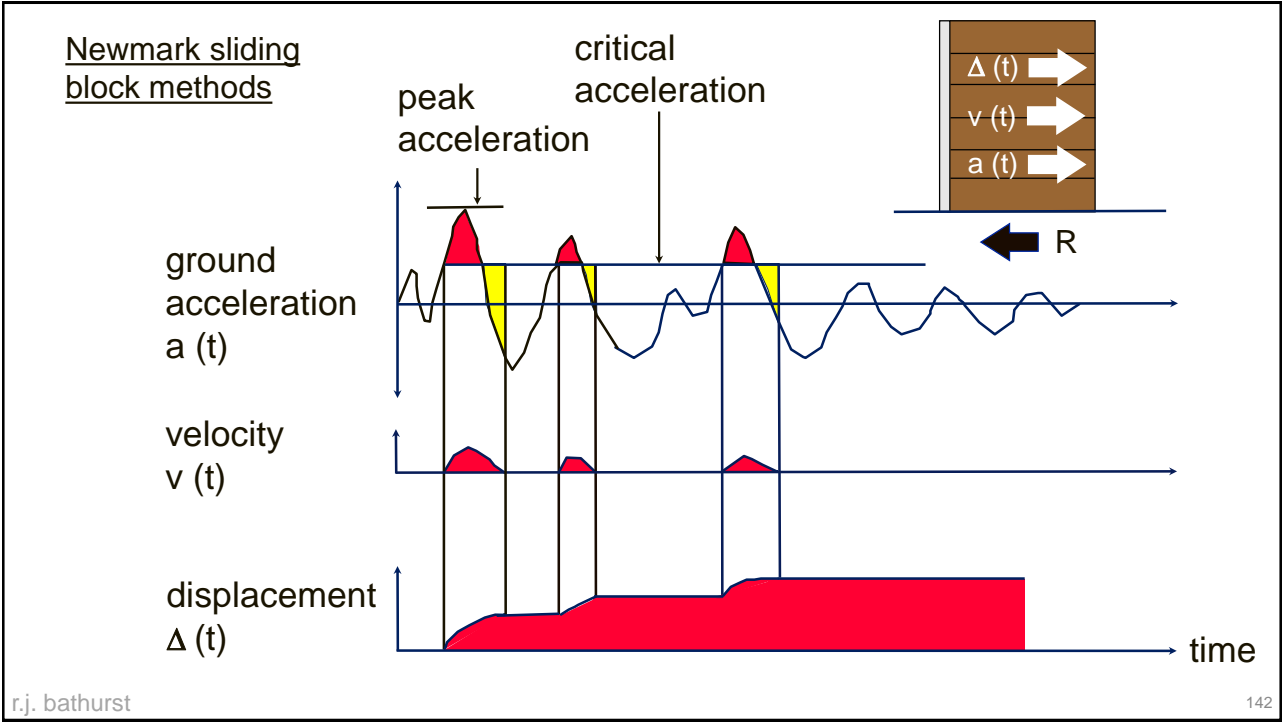 Newmark sliding
block methods
peak
acceleration
critical
acceleration
Δ (t)
v (t)
a (t)
R
ground
acceleration
a (t)
velocity
v (t)
displacement
Δ (t)
time
r.j. bathurst
142